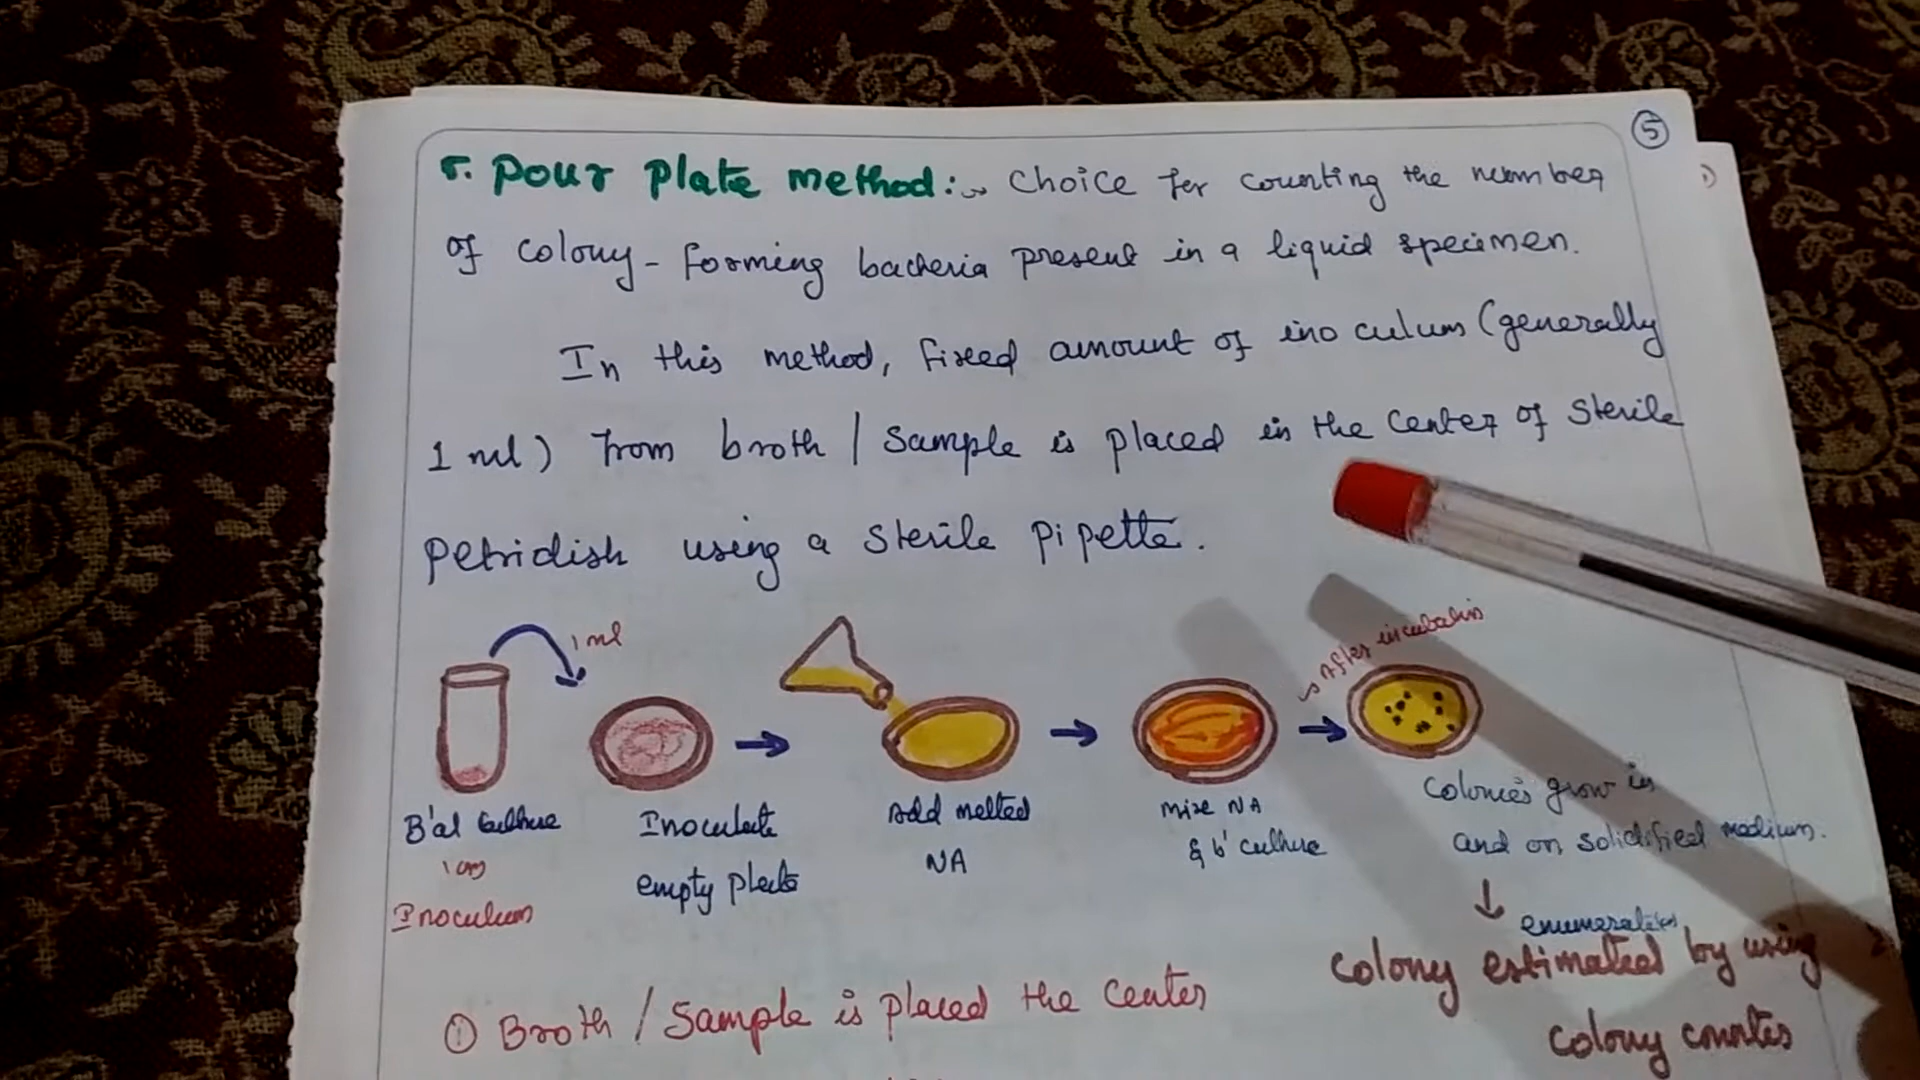 5
5. Pour Plate method:→ Choice for counting the number
of colony-forming bacteria present in a liquid specimen.
In this method, fixed amount of inoculum (generally
1 ml) from broth / sample is placed in the center of sterile
Petridish using a sterile pipette.
1 ml
after incubation
B'al culture
Inoculum
Inoculate
empty plate
Add melted
NA
mixe NA
& b' culture
Colonies grow in
and on solidified medium.
enumeration
Colony estimated by using
colony counter
① Broth / Sample is placed the center